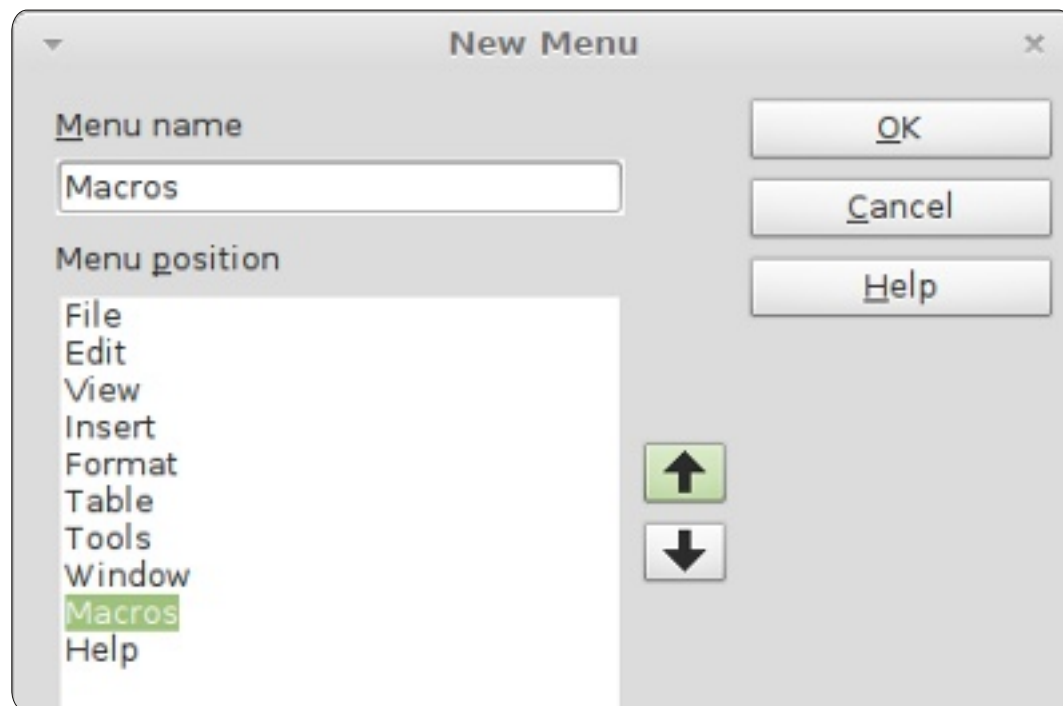 New Menu
Menu name
Macros
Menu position
File
Edit
View
Insert
Format
Table
Tools
Window
Macros
Help
OK
Cancel
Help